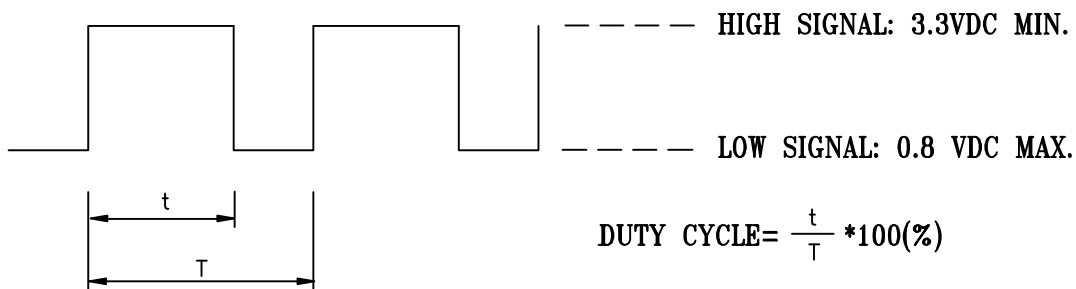 HIGH SIGNAL: 3.3VDC MIN.
LOW SIGNAL: 0.8 VDC MAX.
t
T
DUTY CYCLE= t/T *100(%)